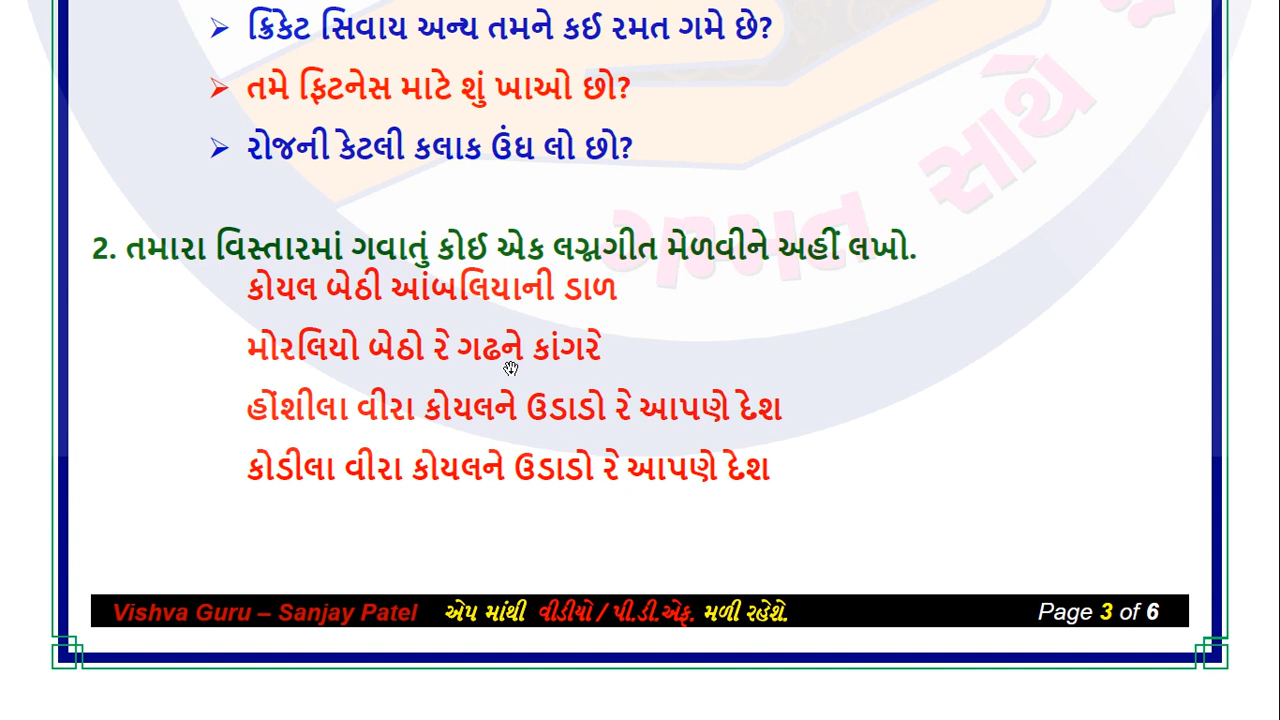 ➢ ક્રિકેટ સિવાય અન્ય તમને કઈ રમત ગમે છે?
➢ તમે ફિટનેસ માટે શું ખાઓ છો?
➢ રોજની કેટલી કલાક ઉંઘ લો છો?
2. તમારા વિસ્તારમાં ગવાતું કોઈ એક લગ્નગીત મેળવીને અહીં લખો.
કોયલ બેઠી આંબલિયાની ડાળ
મોરલિયો બેઠો રે ગઢને કાંગરે
હોંશીલા વીરા કોયલને ઉડાડો રે આપણે દેશ
કોડીલા વીરા કોયલને ઉડાડો રે આપણે દેશ
ગમ્મત સાથે
Vishva Guru – Sanjay Patel એપ માંથી વીડીયો / પી.ડી.એફ. મળી રહેશે. Page 3 of 6